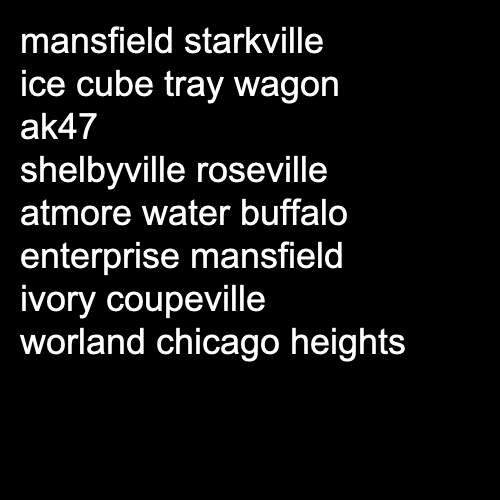 mansfield starkville
ice cube tray wagon
ak47
shelbyville roseville
atmore water buffalo
enterprise mansfield
ivory coupeville
worland chicago heights